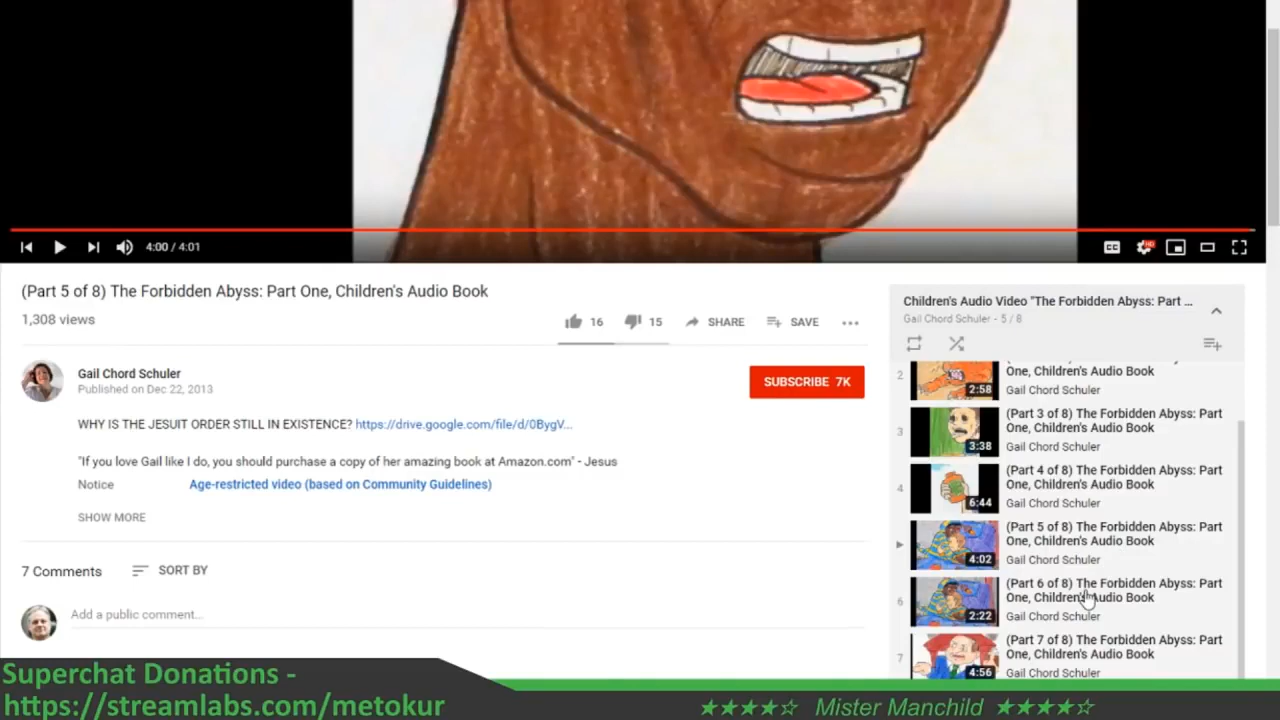 4:00 / 4:01
CC
HD
(Part 5 of 8) The Forbidden Abyss: Part One, Children's Audio Book
1,308 views
16
15
SHARE
SAVE
Gail Chord Schuler
Published on Dec 22, 2013
SUBSCRIBE 7K
WHY IS THE JESUIT ORDER STILL IN EXISTENCE? https://drive.google.com/file/d/0BygV...
"If you love Gail like I do, you should purchase a copy of her amazing book at Amazon.com" - Jesus
Notice
Age-restricted video (based on Community Guidelines)
SHOW MORE
7 Comments
SORT BY
Add a public comment...
Children's Audio Video "The Forbidden Abyss: Part ...
Gail Chord Schuler - 5 / 8
2
2:58
One, Children's Audio Book
Gail Chord Schuler
3
3:38
(Part 3 of 8) The Forbidden Abyss: Part
One, Children's Audio Book
Gail Chord Schuler
4
6:44
(Part 4 of 8) The Forbidden Abyss: Part
One, Children's Audio Book
Gail Chord Schuler
4:02
(Part 5 of 8) The Forbidden Abyss: Part
One, Children's Audio Book
Gail Chord Schuler
6
2:22
(Part 6 of 8) The Forbidden Abyss: Part
One, Children's Audio Book
Gail Chord Schuler
7
4:56
(Part 7 of 8) The Forbidden Abyss: Part
One, Children's Audio Book
Gail Chord Schuler
Superchat Donations -
https://streamlabs.com/metokur
★★★★☆ Mister Manchild ★★★★☆